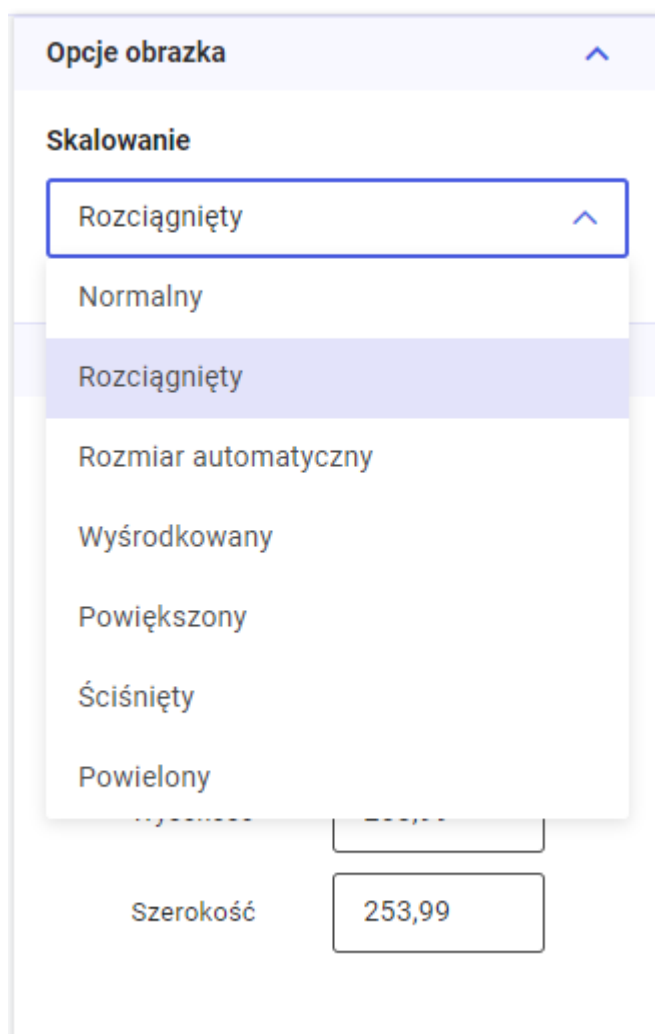 Opcje obrazka
Skalowanie
Rozciągnięty
Normalny
Rozciągnięty
Rozmiar automatyczny
Wyśrodkowany
Powiększony
Ściśnięty
Powielony
Szerokość 253,99